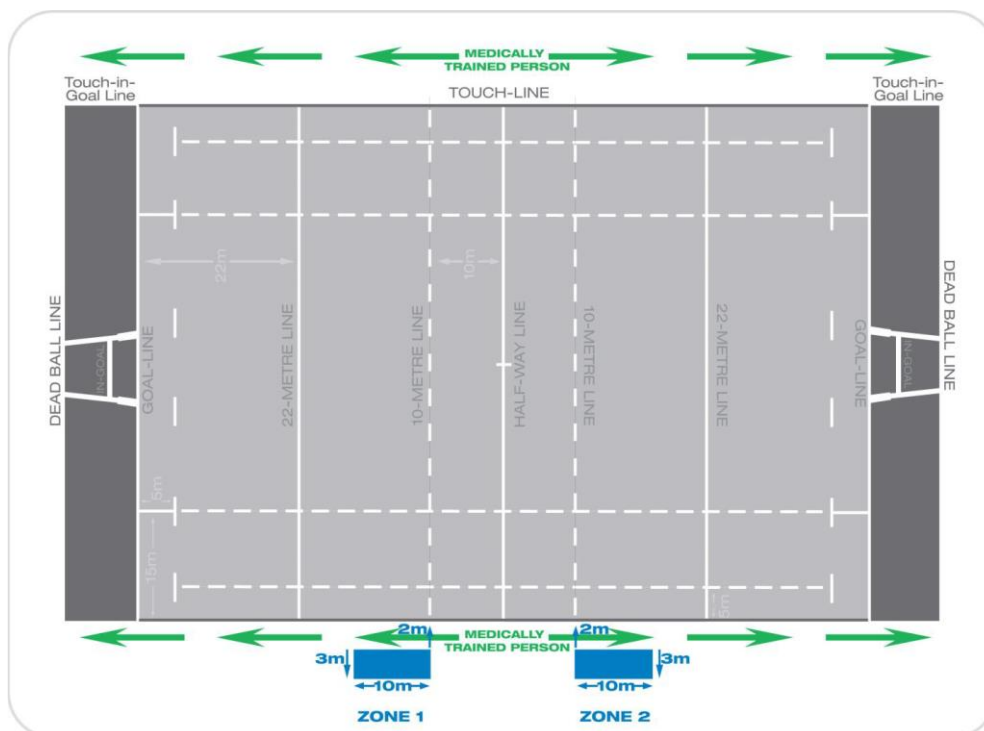 MEDICALLY
TRAINED PERSON
Touch-in-
Goal Line
TOUCH-LINE
Touch-in-
Goal Line
22m
10m
DEAD BALL LINE
IN-GOAL
GOAL-LINE
22-METRE LINE
10-METRE LINE
HALF-WAY LINE
10-METRE LINE
22-METRE LINE
GOAL-LINE
IN-GOAL
DEAD BALL LINE
5m
15m
5m
2m
MEDICALLY
TRAINED PERSON
2m
3m
10m
10m
3m
ZONE 1
ZONE 2